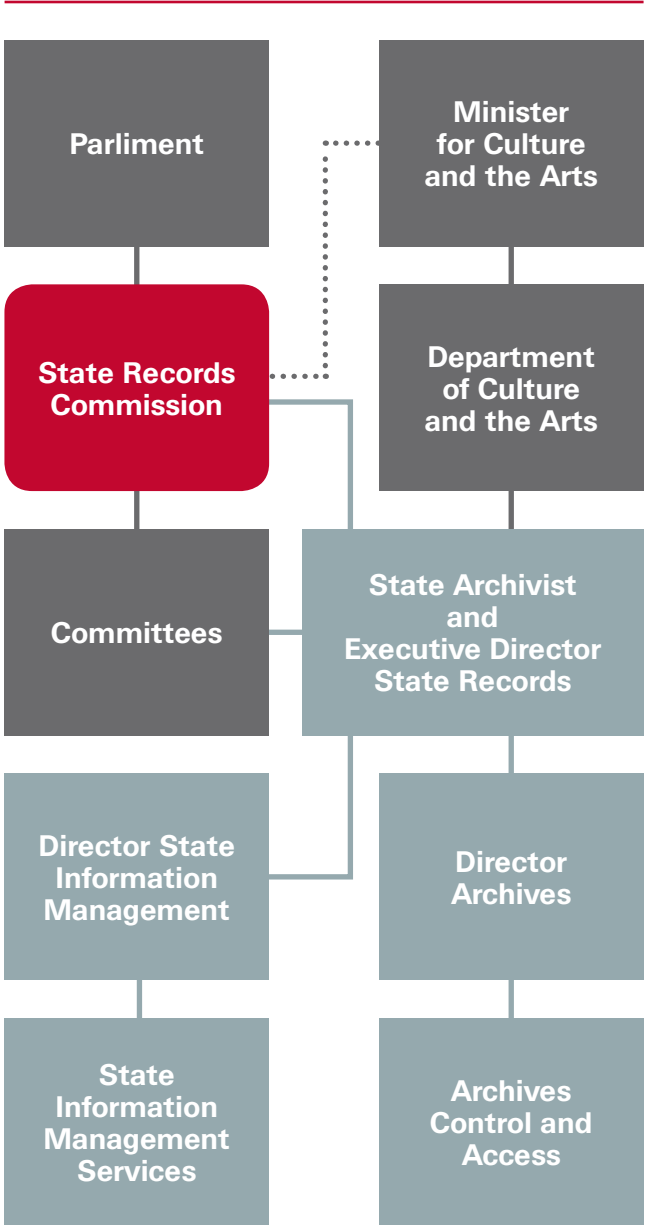 Parliment
Minister
for Culture
and the Arts
State Records
Commission
Department
of Culture
and the Arts
Committees
State Archivist
and
Executive Director
State Records
Director State
Information
Management
Director
Archives
State
Information
Management
Services
Archives
Control and
Access